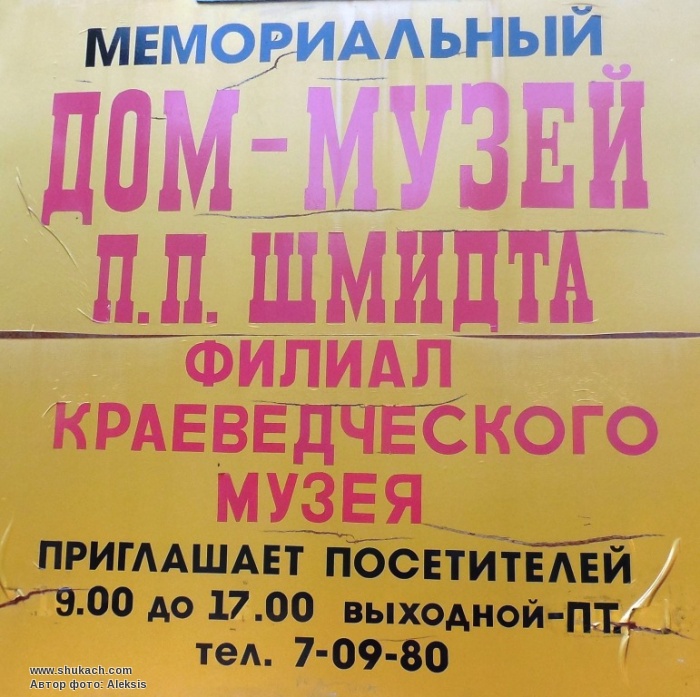 МЕМОРИАЛЬНЫЙ
ДОМ-МУЗЕЙ
П.П. ШМИДТА
ФИЛИАЛ
КРАЕВЕДЧЕСКОГО
МУЗЕЯ
ПРИГЛАШАЕТ ПОСЕТИТЕЛЕЙ
9.00 до 17.00 выходной-ПТ.
тел. 7-09-80
www.shukach.com
Автор фото: Aleksis